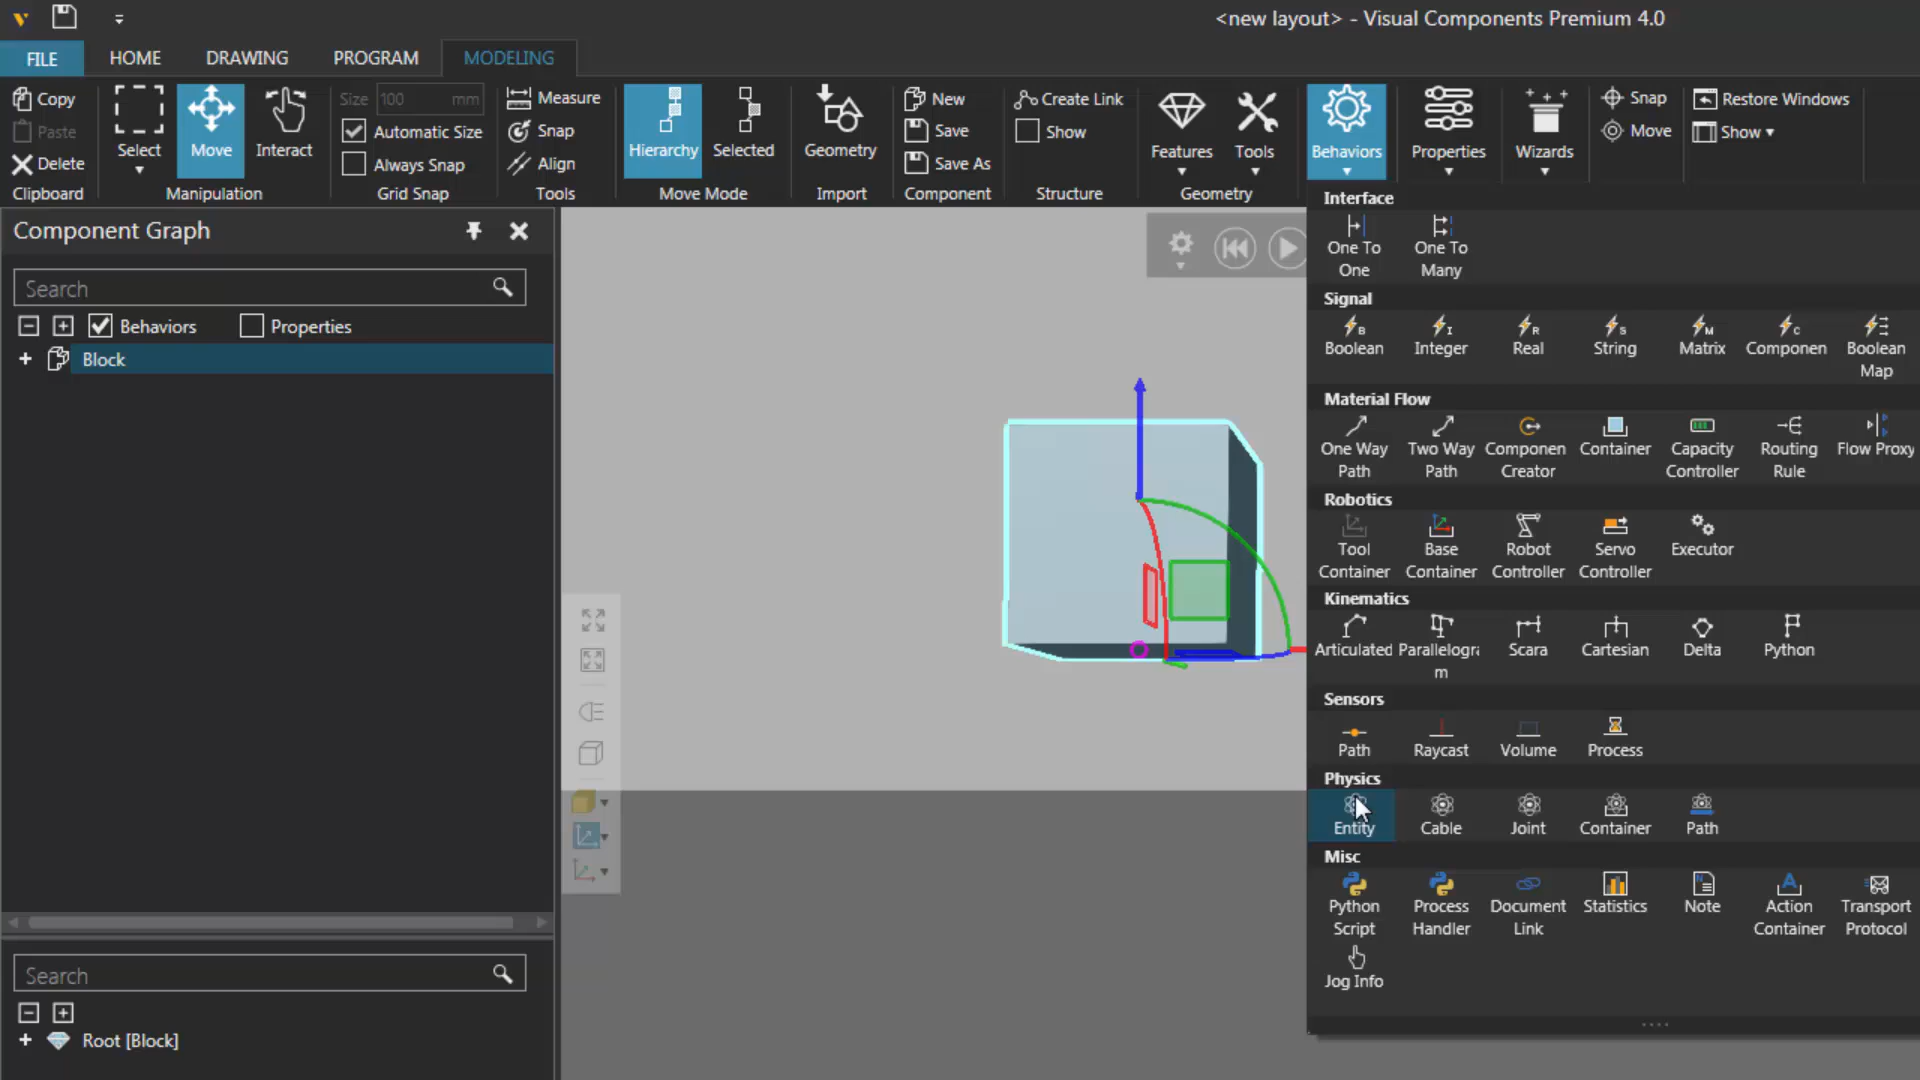 <new layout> - Visual Components Premium 4.0
FILE HOME DRAWING PROGRAM MODELING
Copy
Paste
Delete
Clipboard
Select Move Interact
Manipulation
Size 100 mm
Automatic Size
Always Snap
Grid Snap
Measure
Snap
Align
Tools
Hierarchy Selected
Move Mode
Geometry
Import
New
Save
Save As
Component
Create Link
Show
Structure
Features Tools
Geometry
Behaviors
Properties
Wizards
Snap
Move
Restore Windows
Show
Component Graph
Search
Behaviors Properties
Block
Search
Root [Block]
Interface
One To One
One To Many
Signal
Boolean
Integer
Real
String
Matrix
Componen
Boolean Map
Material Flow
One Way Path
Two Way Path
Componen Creator
Container
Capacity Controller
Routing Rule
Flow Proxy
Robotics
Tool Container
Base Container
Robot Controller
Servo Controller
Executor
Kinematics
Articulated
Parallelogra
m
Scara
Cartesian
Delta
Python
Sensors
Path
Raycast
Volume
Process
Physics
Entity
Cable
Joint
Container
Path
Misc
Python Script
Process Handler
Document Link
Statistics
Note
Action Container
Transport Protocol
Jog Info